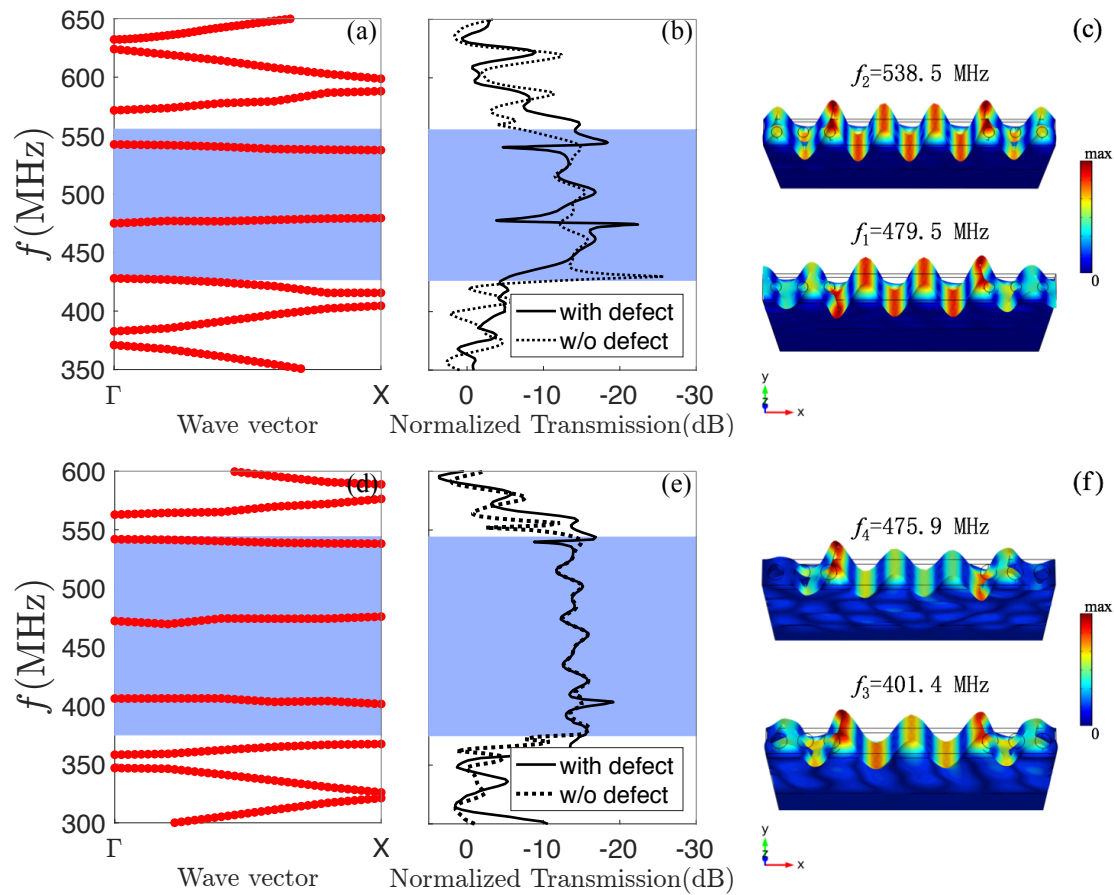 (a)
650
600
550
500
450
400
350
f (MHz)
Γ X
Wave vector
(b)
with defect
w/o defect
0 -10 -20 -30
Normalized Transmission(dB)
(c)
f2=538.5 MHz
max
f1=479.5 MHz
0
y
z
x
(d)
600
550
500
450
400
350
300
f (MHz)
Γ X
Wave vector
(e)
with defect
w/o defect
0 -10 -20 -30
Normalized Transmission(dB)
(f)
f4=475.9 MHz
max
f3=401.4 MHz
0
y
z
x